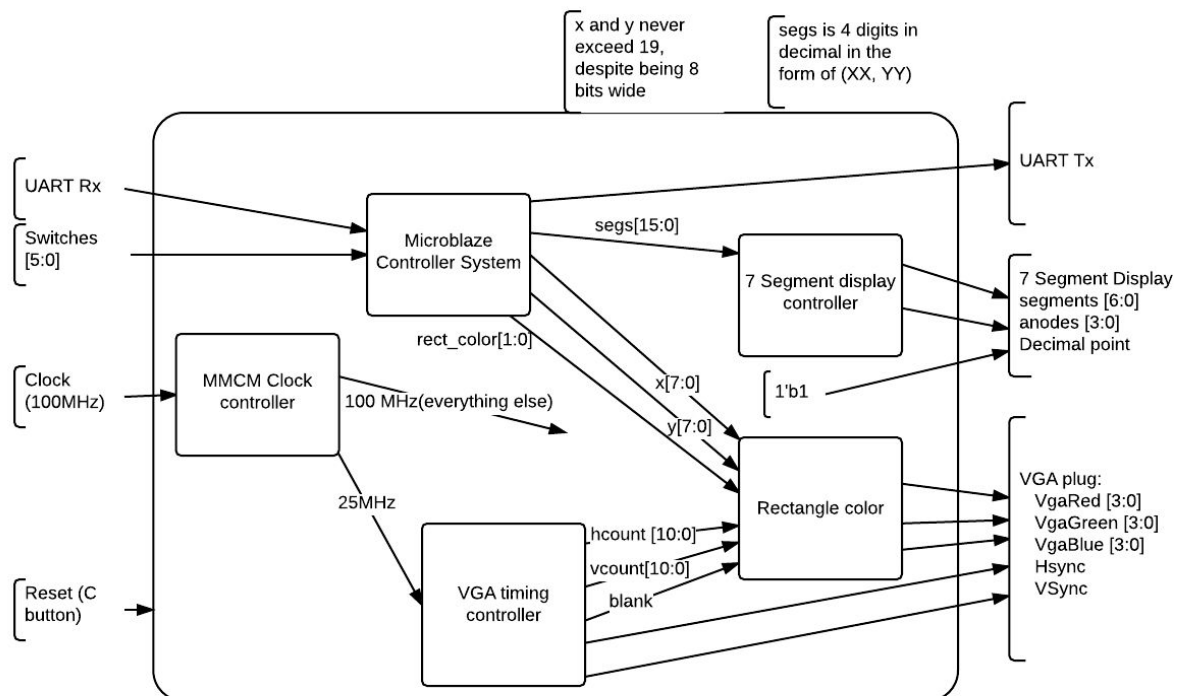 x and y never
exceed 19,
despite being 8
bits wide
segs is 4 digits in
decimal in the
form of (XX, YY)
UART Rx
Switches
[5:0]
Clock
(100MHz)
Reset (C
button)
Microblaze
Controller System
MMCM Clock
controller
100 MHz(everything else)
25MHz
VGA timing
controller
segs[15:0]
rect_color[1:0]
x[7:0]
y[7:0]
hcount [10:0]
vcount[10:0]
blank
7 Segment display
controller
1'b1
Rectangle color
UART Tx
7 Segment Display
segments [6:0]
anodes [3:0]
Decimal point
VGA plug:
VgaRed [3:0]
VgaGreen [3:0]
VgaBlue [3:0]
Hsync
VSync